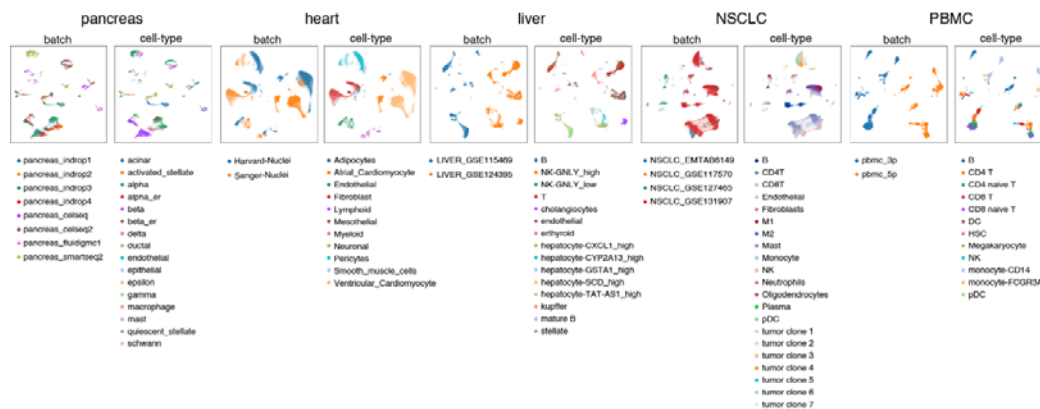 pancreas
heart
liver
NSCLC
PBMC
batch
cell-type
batch
cell-type
batch
cell-type
batch
cell-type
batch
cell-type
pancreas_indrop1
pancreas_indrop2
pancreas_indrop3
pancreas_indrop4
pancreas_celseq
pancreas_celseq2
pancreas_fluidigmc1
pancreas_smartseq2
acinar
activated_stellate
alpha
alpha_er
beta
beta_er
delta
ductal
endothelial
epithelial
epsilon
gamma
macrophage
mast
quiescent_stellate
schwann
Harvard-Nuclei
Sanger-Nuclei
Adipocytes
Atrial_Cardiomyocyte
Endothelial
Fibroblast
Lymphoid
Mesothelial
Myeloid
Neuronal
Pericytes
Smooth_muscle_cells
Ventricular_Cardiomyocyte
LIVER_GSE115469
LIVER_GSE124395
B
NK-GNLY_high
NK-GNLY_low
T
cholangiocytes
endothelial
erthyroid
hepatocyte-CXCL1_high
hepatocyte-CYP2A13_high
hepatocyte-GSTA1_high
hepatocyte-SCD_high
hepatocyte-TAT-AS1_high
kupffer
mature B
stellate
NSCLC_EMTAB6149
NSCLC_GSE117570
NSCLC_GSE127465
NSCLC_GSE131907
B
CD4T
CD8T
Endothelial
Fibroblasts
M1
M2
Mast
Monocyte
NK
Neutrophils
Oligodendrocytes
Plasma
pDC
tumor clone 1
tumor clone 2
tumor clone 3
tumor clone 4
tumor clone 5
tumor clone 6
tumor clone 7
pbmc_3p
pbmc_5p
B
CD4 T
CD4 naive T
CD8 T
CD8 naive T
DC
HSC
Megakaryocyte
NK
monocyte-CD14
monocyte-FCGR3A
pDC